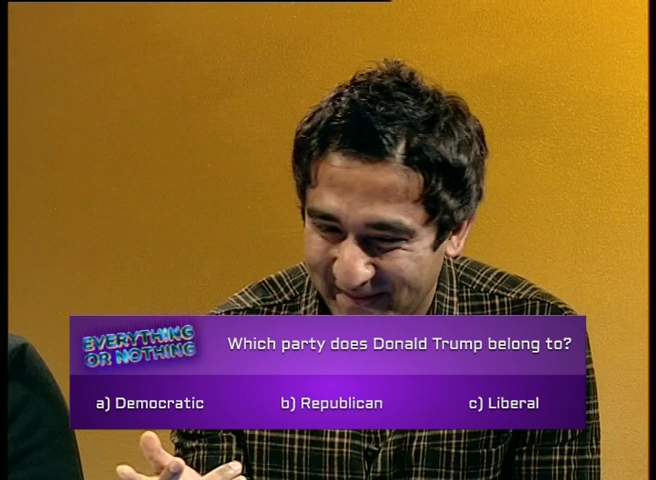 EVERYTHING
OR NOTHING
Which party does Donald Trump belong to?
a) Democratic b) Republican c) Liberal